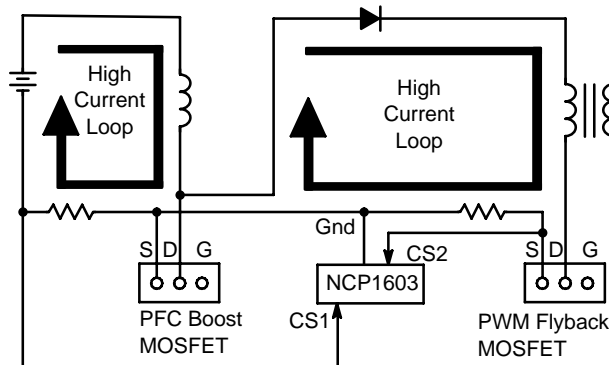 High
Current
Loop
High
Current
Loop
Gnd
S D G
CS2
S D G
NCP1603
CS1
PFC Boost
MOSFET
PWM Flyback
MOSFET